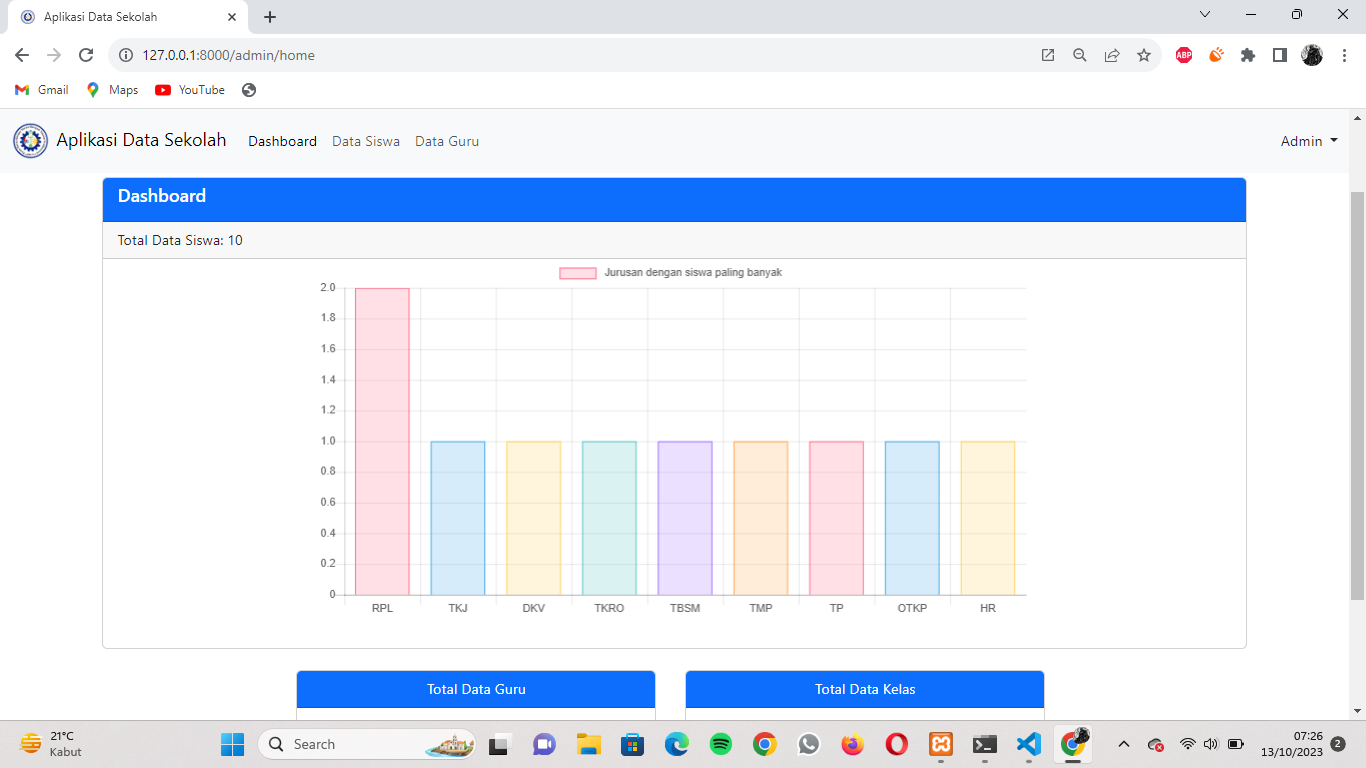 Aplikasi Data Sekolah
127.0.0.1:8000/admin/home
ABP
Gmail Maps YouTube
Aplikasi Data Sekolah Dashboard Data Siswa Data Guru Admin
Dashboard
Total Data Siswa: 10
Jurusan dengan siswa paling banyak
2.0
1.8
1.6
1.4
1.2
1.0
0.8
0.6
0.4
0.2
0
RPL TKJ DKV TKRO TBSM TMP TP OTKP HR
Total Data Guru Total Data Kelas
21°C
Kabut
Search
07:26
13/10/2023
2